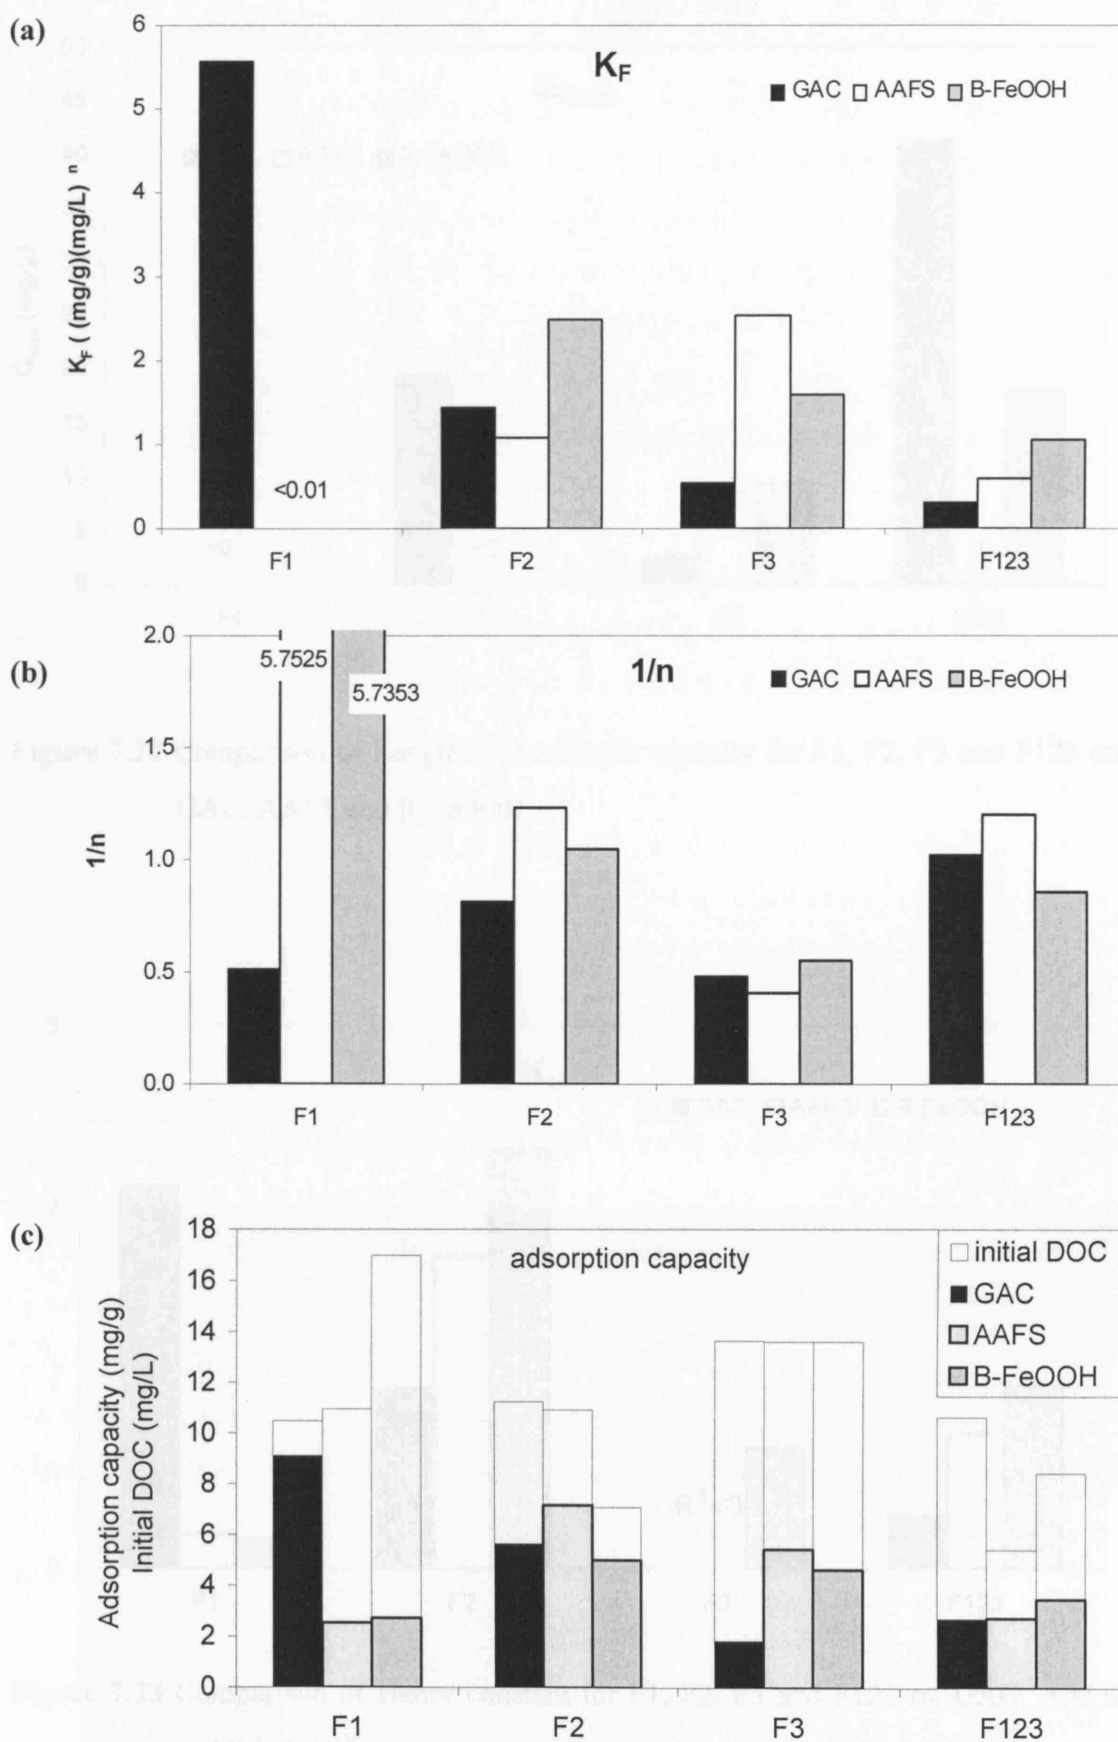 (a)
K_F
GAC AAFS B-FeOOH
K_F ( (mg/g)(mg/L) ⁿ
6
5
4
3
2
1
0
<0.01
F1 F2 F3 F123
(b)
1/n
GAC AAFS B-FeOOH
1/n
2.0
1.5
1.0
0.5
0.0
5.7525
5.7353
F1 F2 F3 F123
(c)
adsorption capacity
initial DOC
GAC
AAFS
B-FeOOH
Adsorption capacity (mg/g)
Initial DOC (mg/L)
18
16
14
12
10
8
6
4
2
0
F1 F2 F3 F123